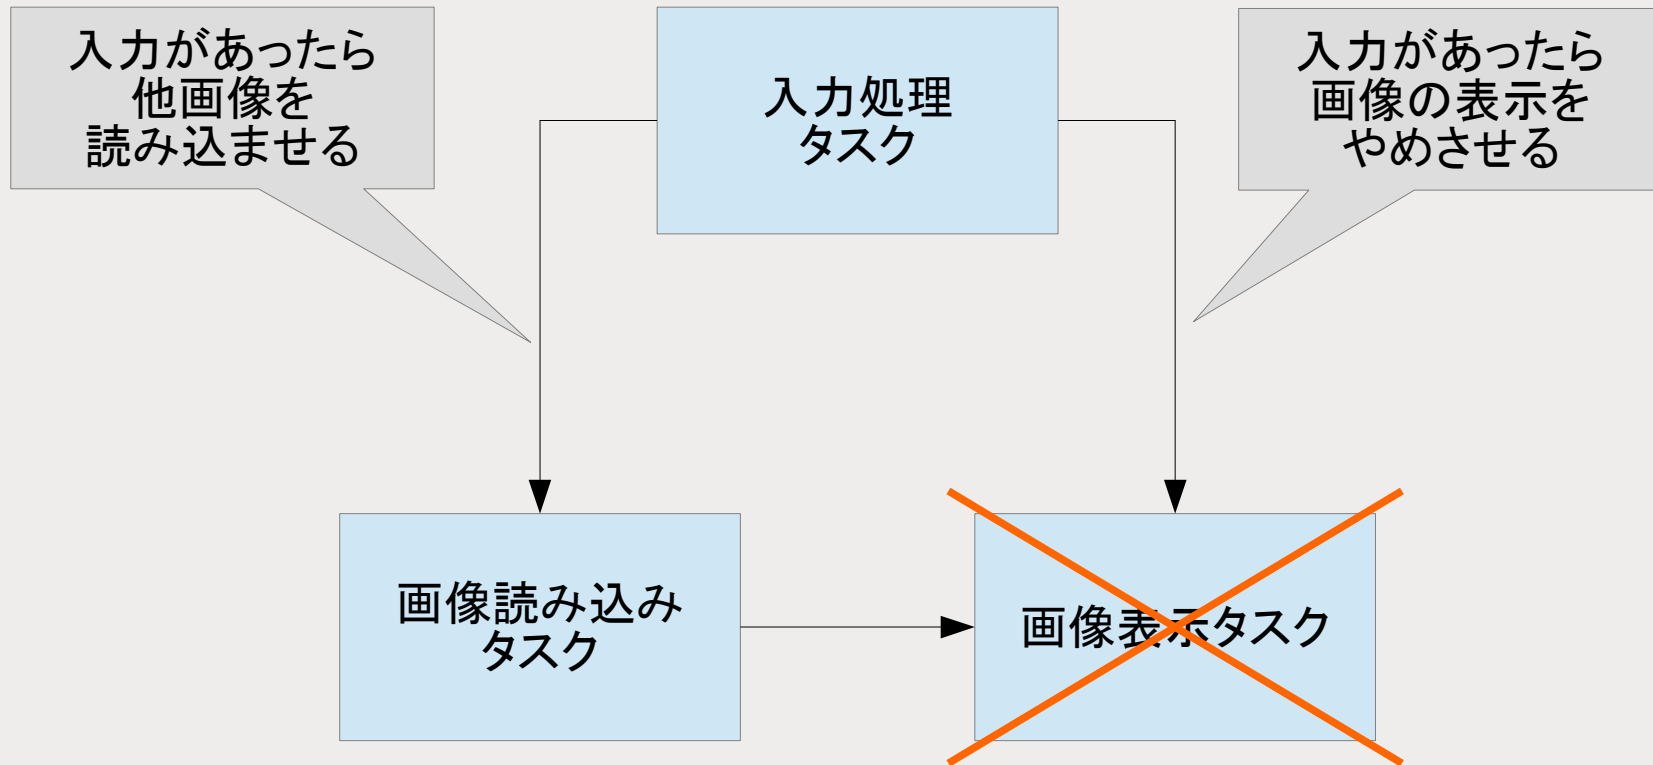 入力があったら
他画像を
読み込ませる
入力処理
タスク
入力があったら
画像の表示を
やめさせる
画像読み込み
タスク
画像表示タスク